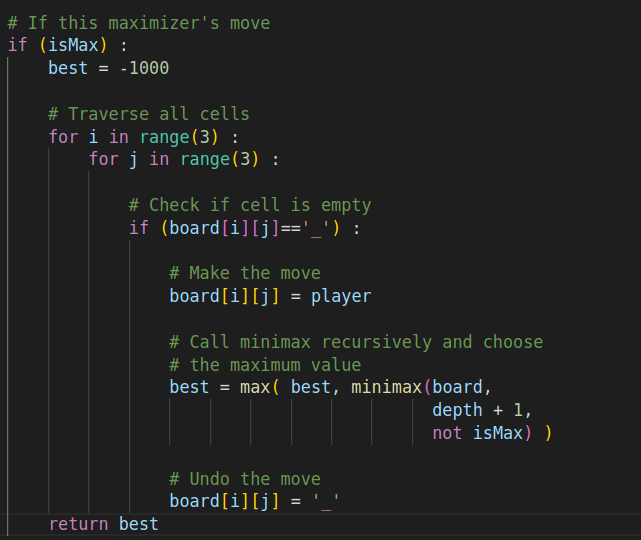 # If this maximizer's move
if (isMax) :
    best = -1000
    # Traverse all cells
    for i in range(3) :
        for j in range(3) :
            # Check if cell is empty
            if (board[i][j]=='_') :
                # Make the move
                board[i][j] = player
                # Call minimax recursively and choose
                # the maximum value
                best = max( best, minimax(board,
                                          depth + 1,
                                          not isMax) )
                # Undo the move
                board[i][j] = '_'
    return best